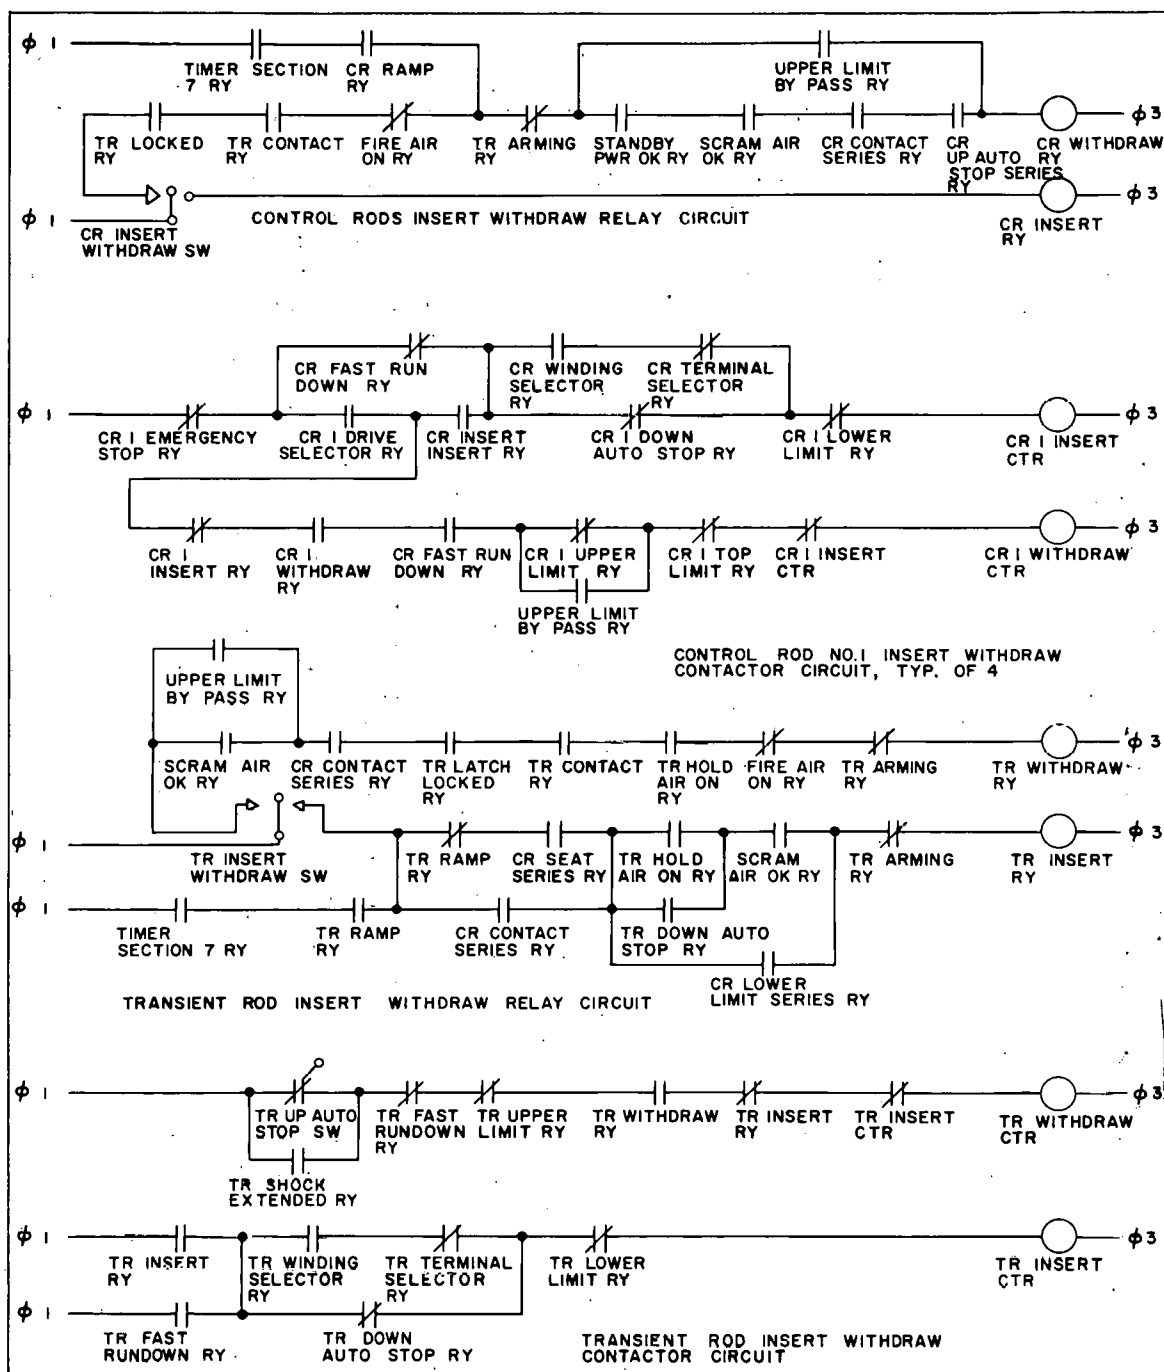 ϕ 1
TIMER SECTION
7 RY
CR RAMP
RY
UPPER LIMIT
BY PASS RY
TR LOCKED
RY
TR CONTACT
RY
FIRE AIR
ON RY
TR ARMING
RY
STANDBY
PWR OK RY
SCRAM AIR
OK RY
CR CONTACT
SERIES RY
CR
UP AUTO
STOP SERIES
RY
CR WITHDRAW
RY
ϕ3
ϕ 1
CR INSERT
WITHDRAW SW
CONTROL RODS INSERT WITHDRAW RELAY CIRCUIT
CR INSERT
RY
ϕ3
CR FAST RUN
DOWN RY
CR WINDING
SELECTOR
RY
CR TERMINAL
SELECTOR
RY
ϕ 1
CR I EMERGENCY
STOP RY
CR I DRIVE
SELECTOR RY
CR INSERT
INSERT RY
CR I DOWN
AUTO STOP RY
CR I LOWER
LIMIT RY
CR I INSERT
CTR
ϕ3
CR I
INSERT RY
CR I
WITHDRAW
RY
CR FAST RUN
DOWN RY
CR I UPPER
LIMIT RY
CR I TOP
LIMIT RY
CR I INSERT
CTR
CR I WITHDRAW
CTR
ϕ3
UPPER LIMIT
BY PASS RY
CONTROL ROD NO.1 INSERT WITHDRAW
CONTACTOR CIRCUIT, TYP. OF 4
UPPER LIMIT
BY PASS RY
SCRAM AIR
OK RY
CR CONTACT
SERIES RY
TR LATCH
LOCKED
RY
TR CONTACT
RY
TR HOLD
AIR ON
RY
FIRE AIR
ON RY
TR ARMING
RY
TR WITHDRAW
RY
ϕ3
ϕ 1
TR INSERT
WITHDRAW SW
TR RAMP
RY
CR SEAT
SERIES RY
TR HOLD
AIR ON RY
SCRAM
AIR OK RY
TR ARMING
RY
TR INSERT
RY
ϕ3
ϕ 1
TIMER
SECTION 7 RY
TR RAMP
RY
CR CONTACT
SERIES RY
TR DOWN AUTO
STOP RY
CR LOWER
LIMIT SERIES RY
TRANSIENT ROD INSERT WITHDRAW RELAY CIRCUIT
ϕ 1
TR UP AUTO
STOP SW
TR FAST
RUNDOWN
RY
TR UPPER
LIMIT RY
TR WITHDRAW
RY
TR INSERT
RY
TR INSERT
CTR
TR WITHDRAW
CTR
ϕ3
TR SHOCK
EXTENDED RY
ϕ 1
TR INSERT
RY
TR WINDING
SELECTOR
RY
TR TERMINAL
SELECTOR
RY
TR LOWER
LIMIT RY
TR INSERT
CTR
ϕ3
ϕ 1
TR FAST
RUNDOWN RY
TR DOWN
AUTO STOP RY
TRANSIENT ROD INSERT WITHDRAW
CONTACTOR CIRCUIT